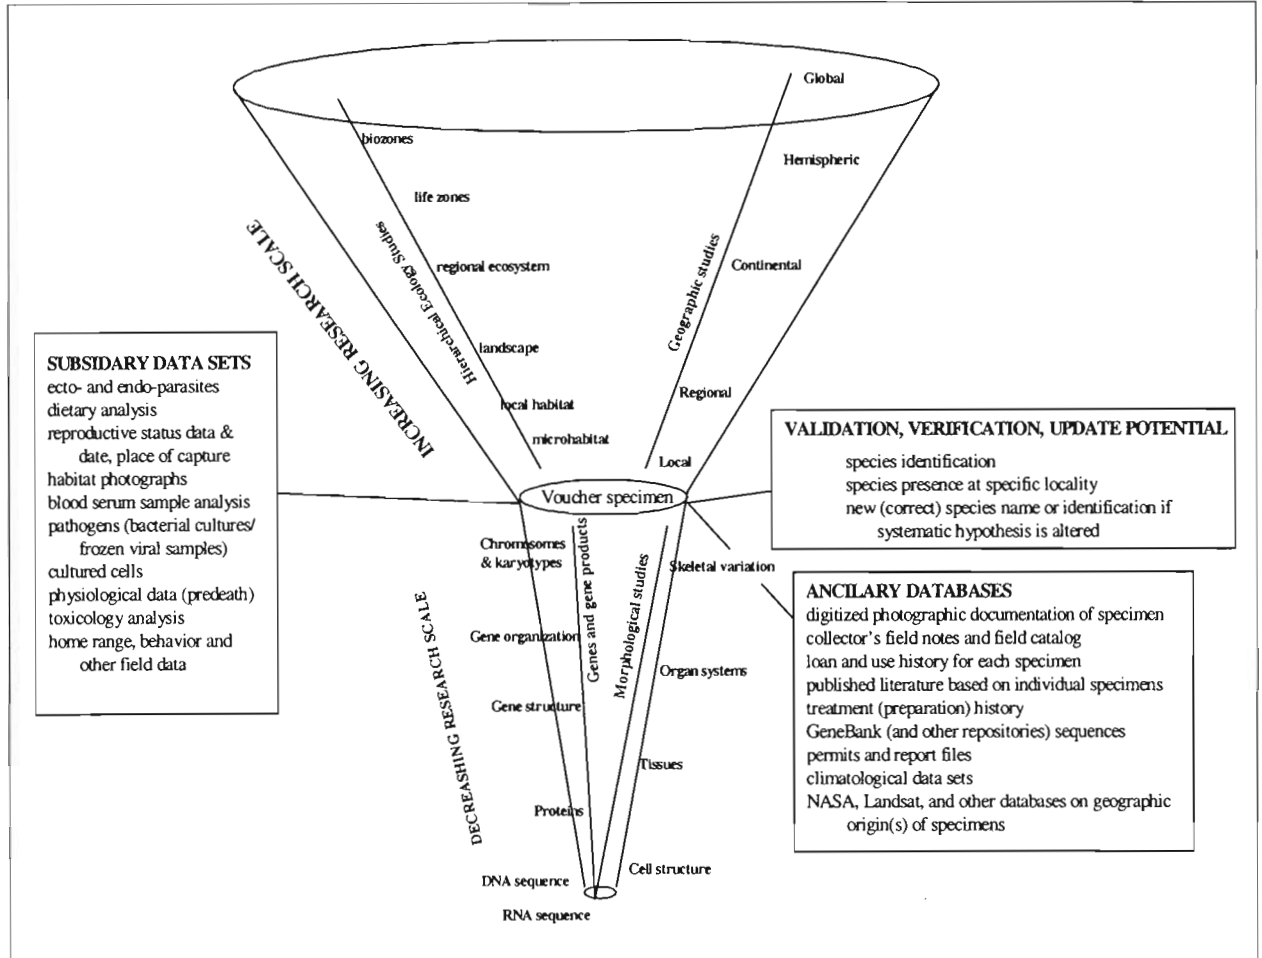 Global
biozones
Hemispheric
life zones
INCREASING RESEARCH SCALE
Hierarchical Ecology Studies
Geographic studies
regional ecosystem
Continental
landscape
Regional
local habitat
microhabitat
Local
Voucher specimen
SUBSIDARY DATA SETS
ecto- and endo-parasites
dietary analysis
reproductive status data &
date, place of capture
habitat photographs
blood serum sample analysis
pathogens (bacterial cultures/
frozen viral samples)
cultured cells
physiological data (predeath)
toxicology analysis
home range, behavior and
other field data
VALIDATION, VERIFICATION, UPDATE POTENTIAL
species identification
species presence at specific locality
new (correct) species name or identification if
systematic hypothesis is altered
DECREASHING RESEARCH SCALE
Chromosomes
& karyotypes
Genes and gene products
Morphological studies
Skeletal variation
Gene organization
Organ systems
Gene structure
Tissues
Proteins
Cell structure
DNA sequence
RNA sequence
ANCILARY DATABASES
digitized photographic documentation of specimen
collector's field notes and field catalog
loan and use history for each specimen
published literature based on individual specimens
treatment (preparation) history
GeneBank (and other repositories) sequences
permits and report files
climatological data sets
NASA, Landsat, and other databases on geographic
origin(s) of specimens